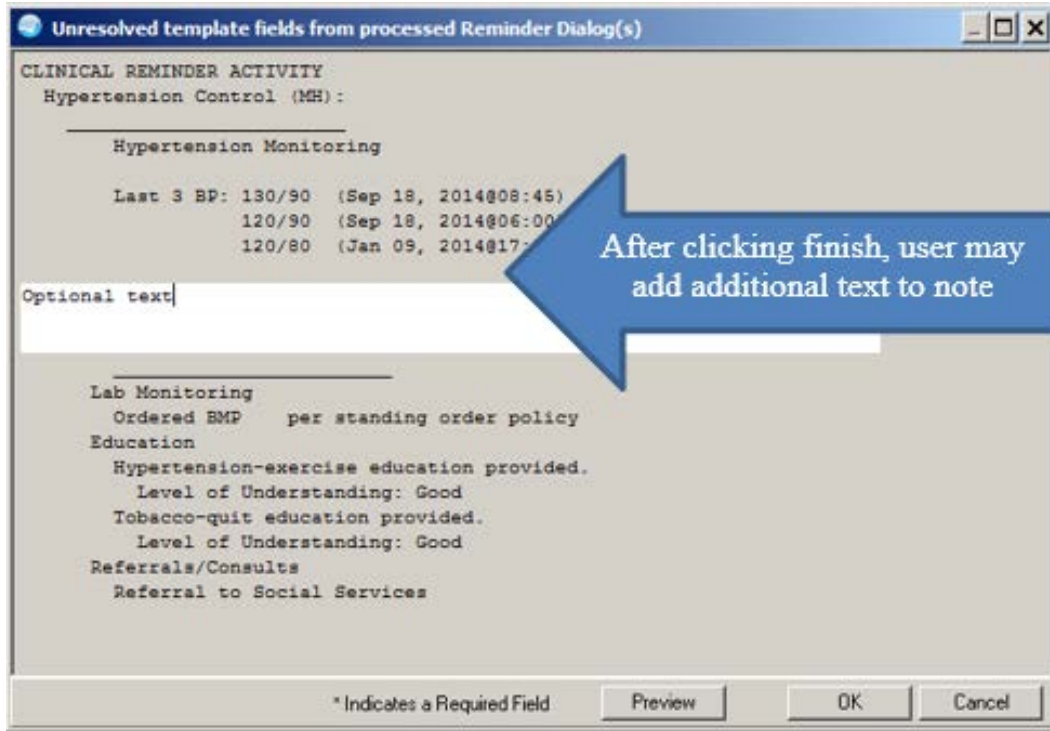 Unresolved template fields from processed Reminder Dialog(s)
CLINICAL REMINDER ACTIVITY
Hypertension Control (MH):
Hypertension Monitoring
Last 3 BP: 130/90 (Sep 18, 2014@08:45)
120/90 (Sep 18, 2014@06:00
120/80 (Jan 09, 2014@17:
After clicking finish, user may
add additional text to note
Optional text
Lab Monitoring
Ordered BMP per standing order policy
Education
Hypertension-exercise education provided.
Level of Understanding: Good
Tobacco-quit education provided.
Level of Understanding: Good
Referrals/Consults
Referral to Social Services
* Indicates a Required Field Preview OK Cancel